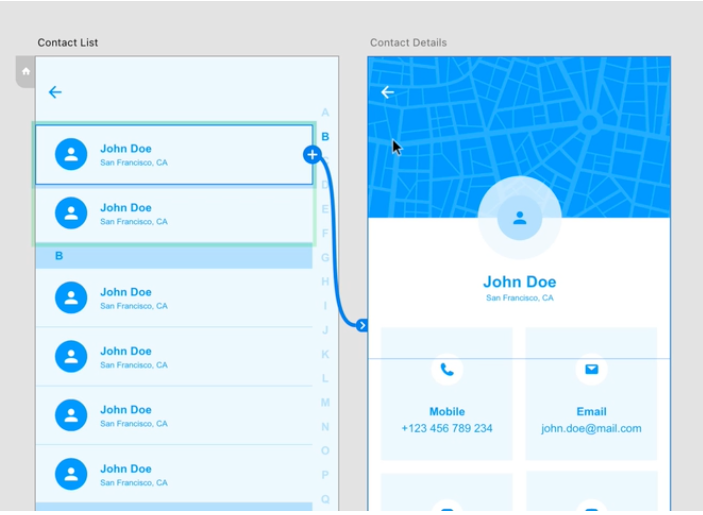 Contact List
John Doe
San Francisco, CA
John Doe
San Francisco, CA
B
John Doe
San Francisco, CA
John Doe
San Francisco, CA
John Doe
San Francisco, CA
John Doe
San Francisco, CA
A
B
D
E
F
G
H
I
J
K
L
M
N
O
P
Q
Contact Details
John Doe
San Francisco, CA
Mobile
+123 456 789 234
Email
john.doe@mail.com